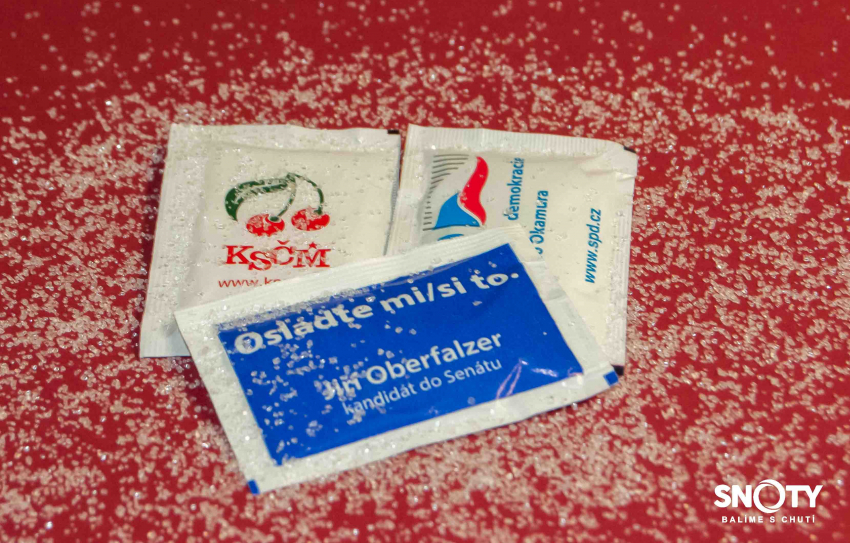 KSČM
demokracie
Okamura
www.spd.cz
Oslaďte mi/si to.
Jiří Oberfalzer
kandidát do Senátu
SNOTY
BALÍME S CHUTÍ